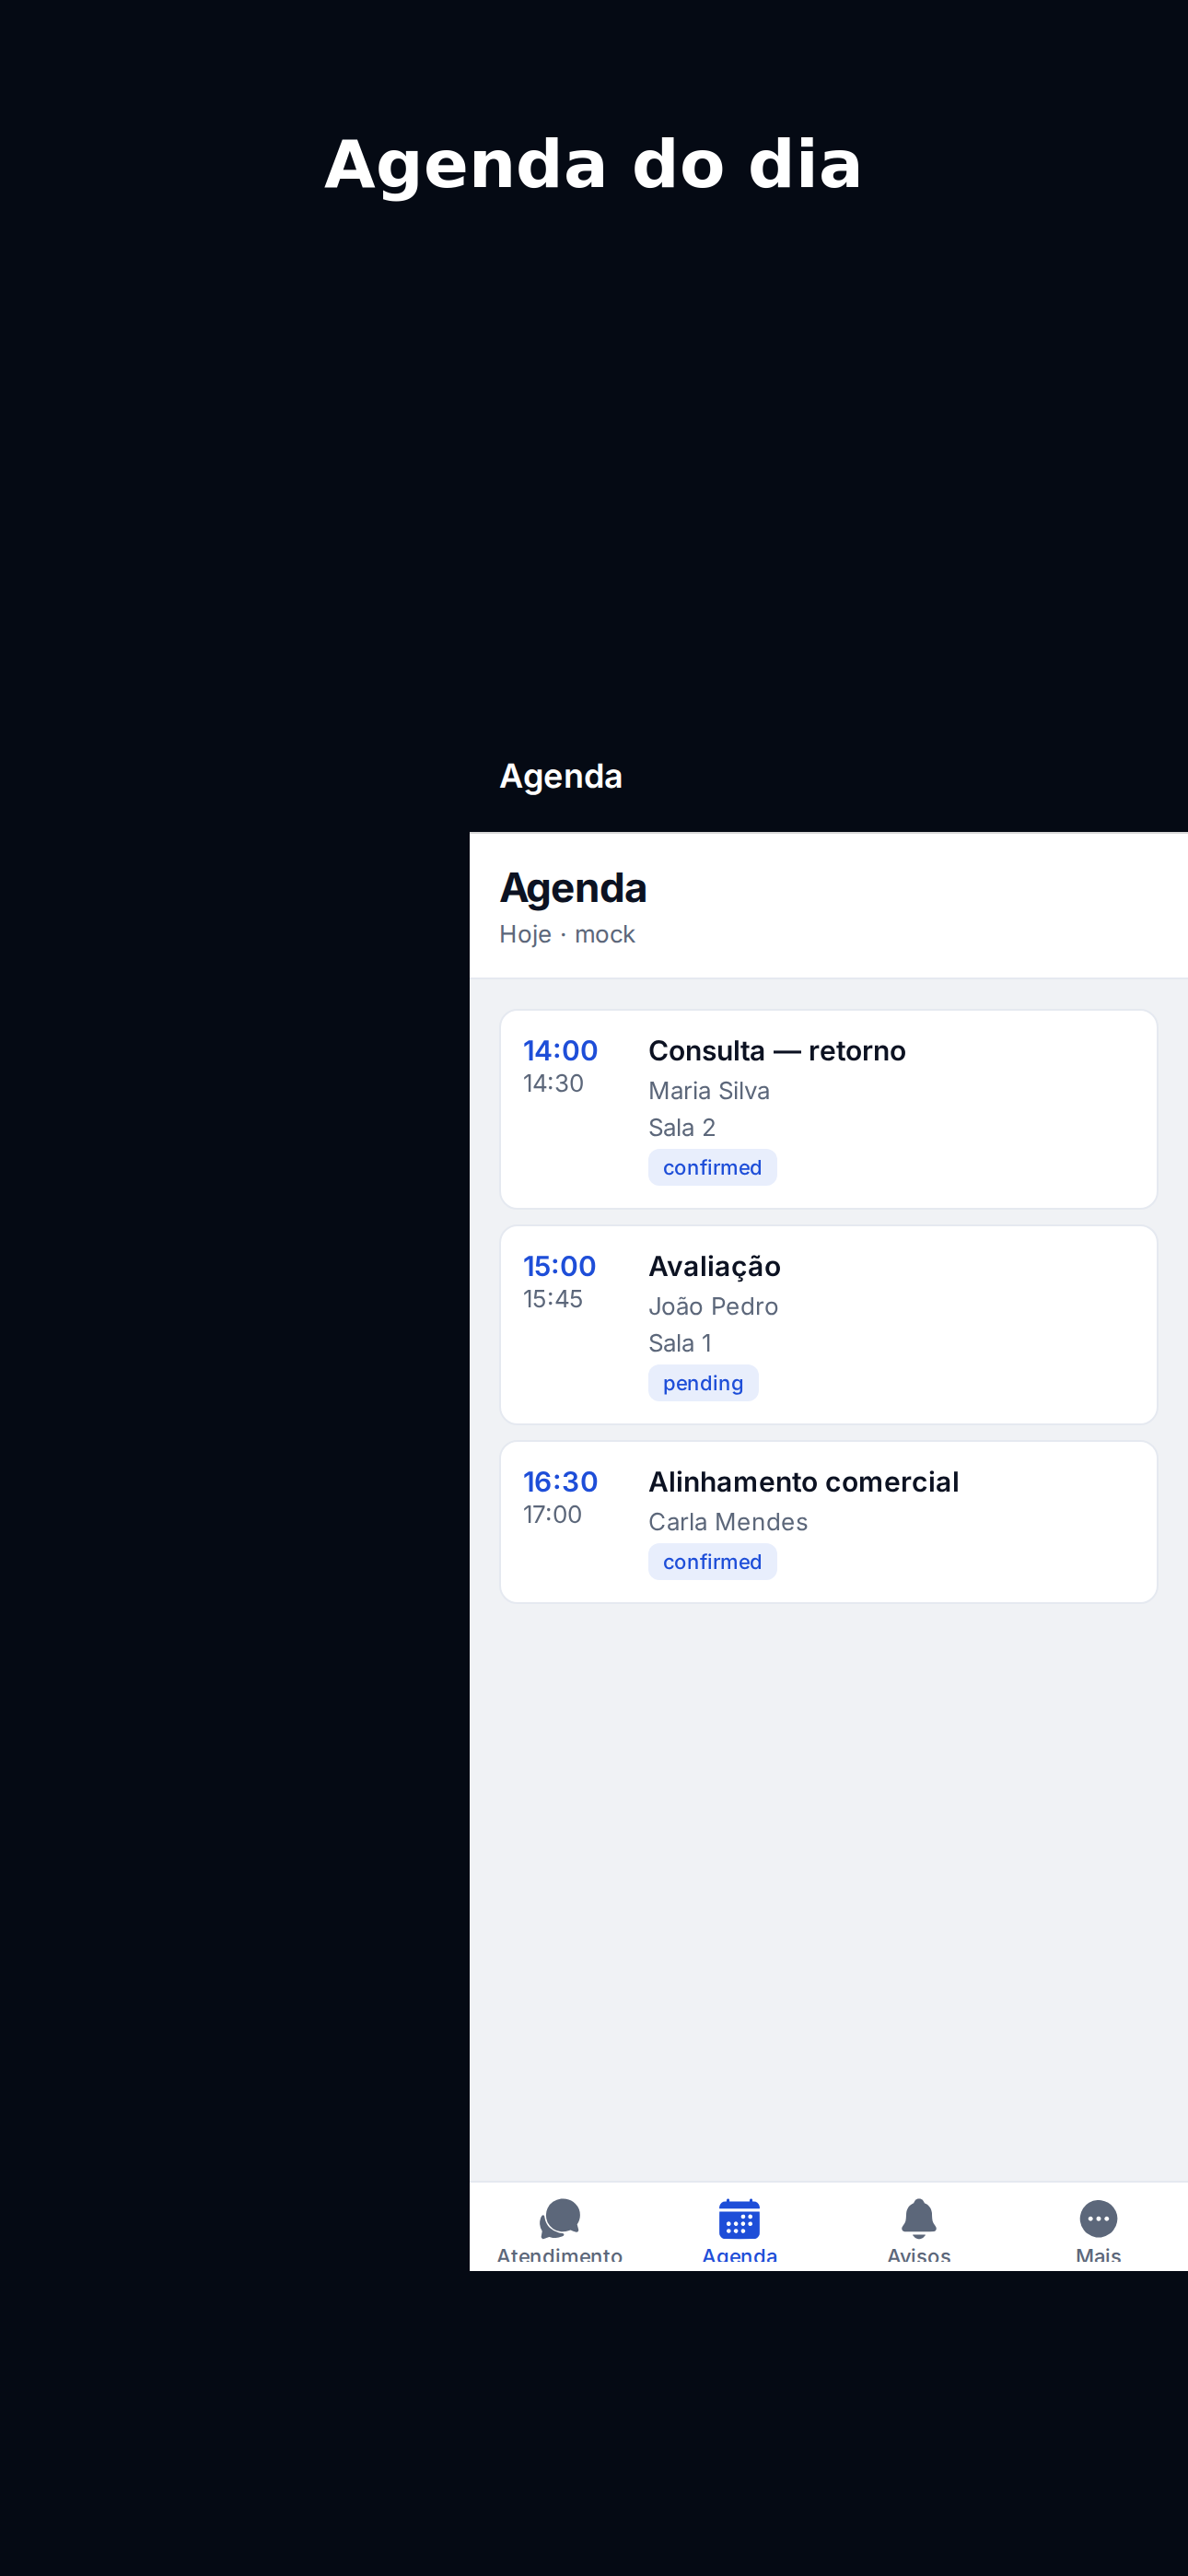 Agenda do dia
Agenda
Agenda
Hoje · mock
14:00
14:30
Consulta — retorno
Maria Silva
Sala 2
confirmed
15:00
15:45
Avaliação
João Pedro
Sala 1
pending
16:30
17:00
Alinhamento comercial
Carla Mendes
confirmed
Atendimento
Agenda
Avisos
Mais